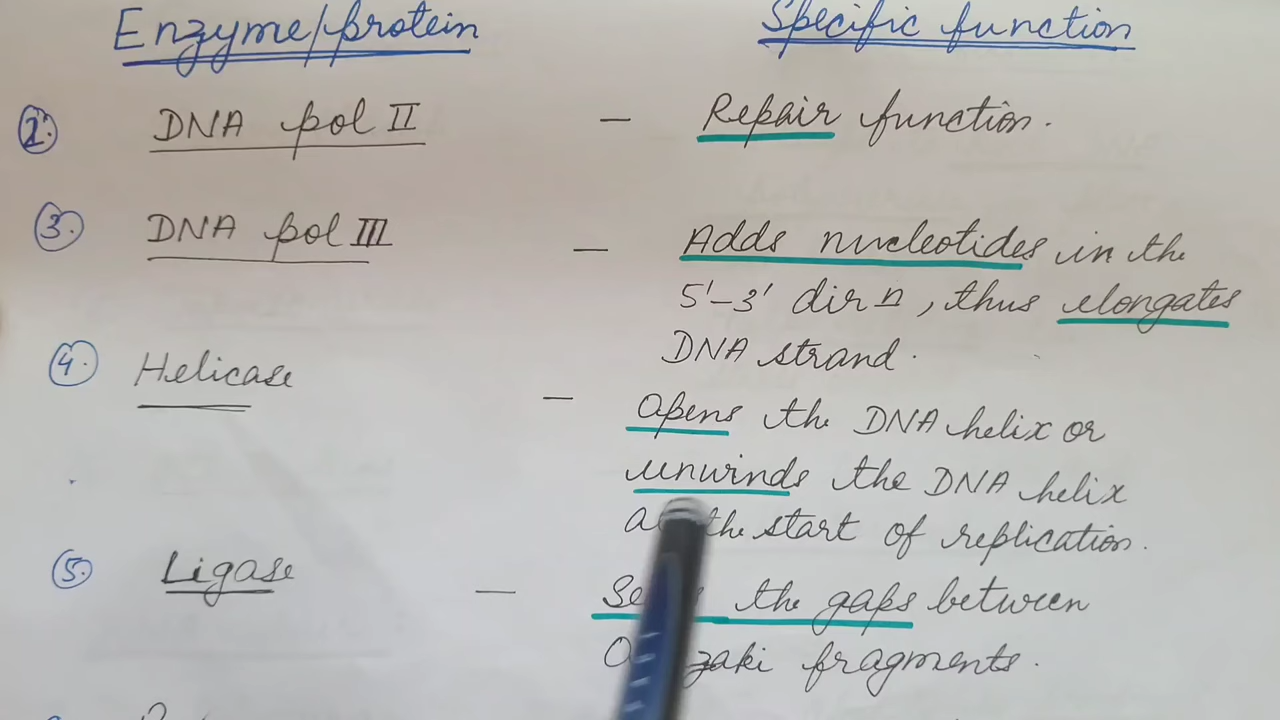 Enzyme/protein Specific function
2. DNA pol II — Repair function.
3. DNA pol III — Adds nucleotides in the
5'-3' dirn, thus elongates
DNA strand.
4. Helicase — Opens the DNA helix or
unwinds the DNA helix
the start of replication.
5. Ligase — the gaps between
fragments.